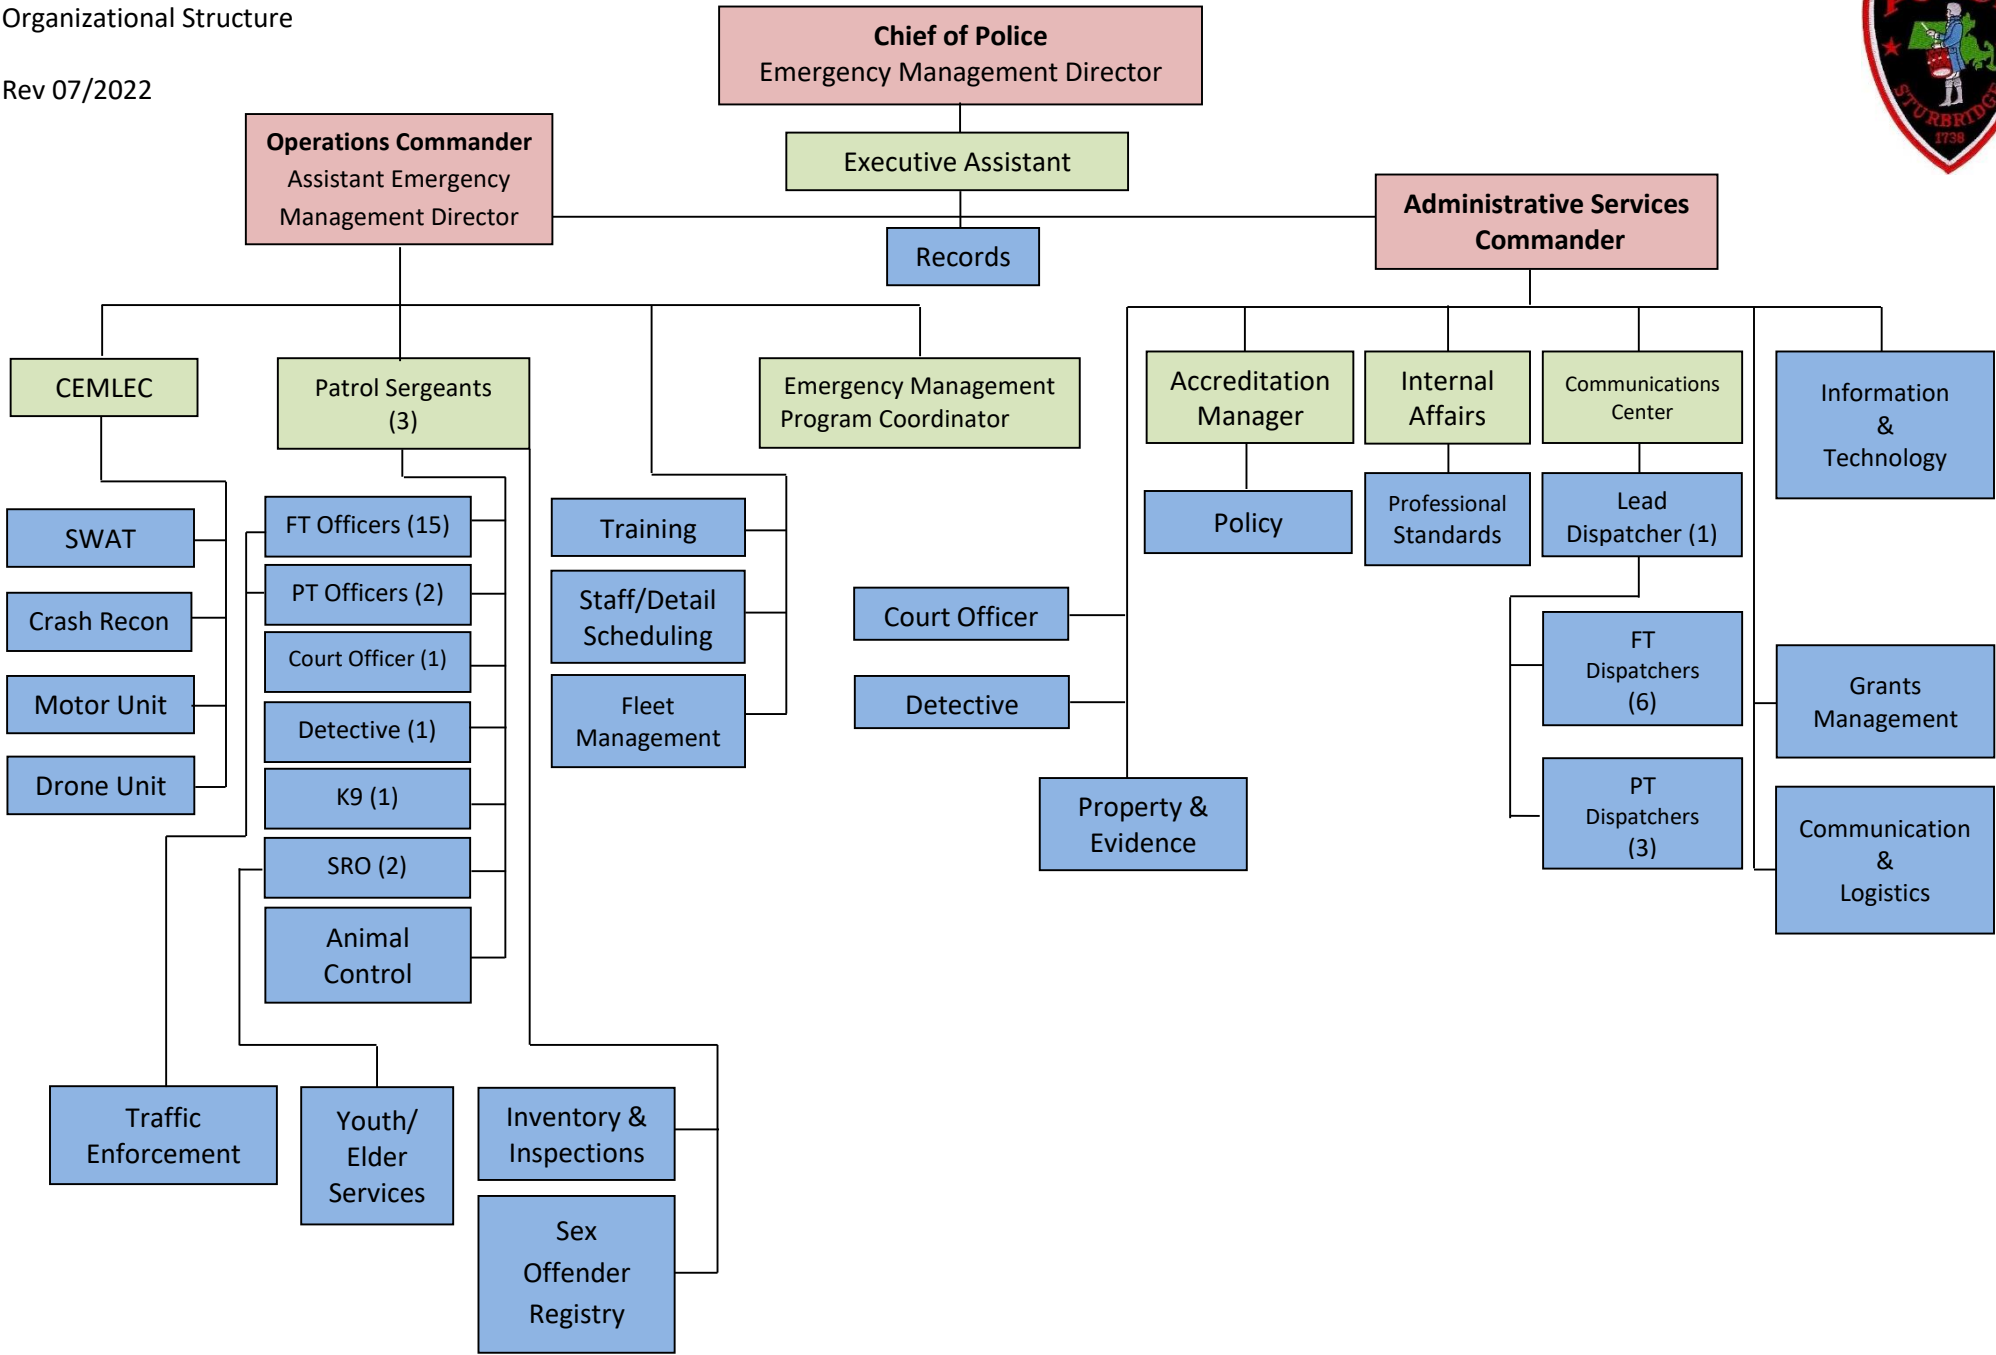 Organizational Structure
Rev 07/2022
Chief of Police
Emergency Management Director
STURBRIDGE
1738
Operations Commander
Assistant Emergency
Management Director
Executive Assistant
Administrative Services
Commander
Records
CEMLEC
Patrol Sergeants
(3)
Emergency Management
Program Coordinator
Accreditation
Manager
Internal
Affairs
Communications
Center
Information
&
Technology
SWAT
Crash Recon
Motor Unit
Drone Unit
FT Officers (15)
PT Officers (2)
Court Officer (1)
Detective (1)
K9 (1)
SRO (2)
Animal
Control
Training
Staff/Detail
Scheduling
Fleet
Management
Court Officer
Detective
Property &
Evidence
Policy
Professional
Standards
Lead
Dispatcher (1)
FT
Dispatchers
(6)
PT
Dispatchers
(3)
Grants
Management
Communication
&
Logistics
Traffic
Enforcement
Youth/
Elder
Services
Inventory &
Inspections
Sex
Offender
Registry